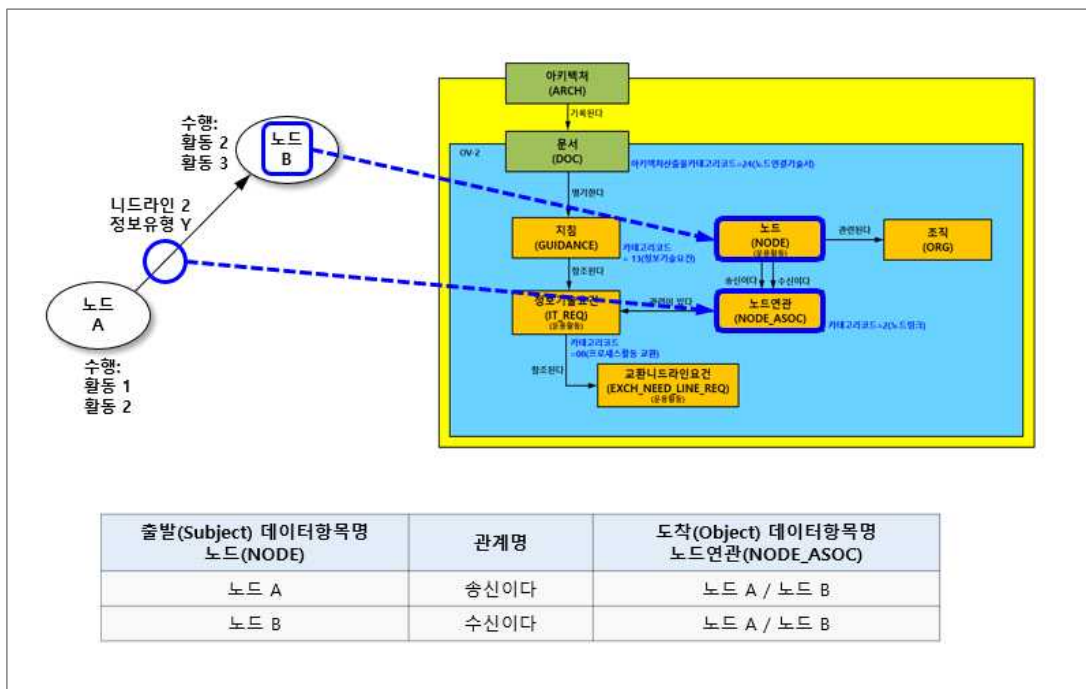 수행:
활동 2
활동 3
노드
B
니드라인 2
정보유형 Y
노드
A
수행:
활동 1
활동 2
아키텍처
(ARCH)
기록된다
OV-2
문서
(DOC)
아키텍처산출물카테고리코드=24(노드연결기술서)
명기한다
지침
(GUIDANCE)
카테고리코드
= 13(정보기술요건)
노드
(NODE)
(운용활동)
관련된다
조직
(ORG)
참조된다
송신이다
수신이다
정보기술요건
(IT_REQ)
(운용활동)
관련이 있다
노드연관
(NODE_ASOC)
카테고리코드=2(노드링크)
카테고리코드
=08(프로세스활동 교환)
참조된다
교환니드라인요건
(EXCH_NEED_LINE_REQ)
(운용활동)
출발(Subject) 데이터항목명
노드(NODE)
관계명
도착(Object) 데이터항목명
노드연관(NODE_ASOC)
노드 A
송신이다
노드 A / 노드 B
노드 B
수신이다
노드 A / 노드 B